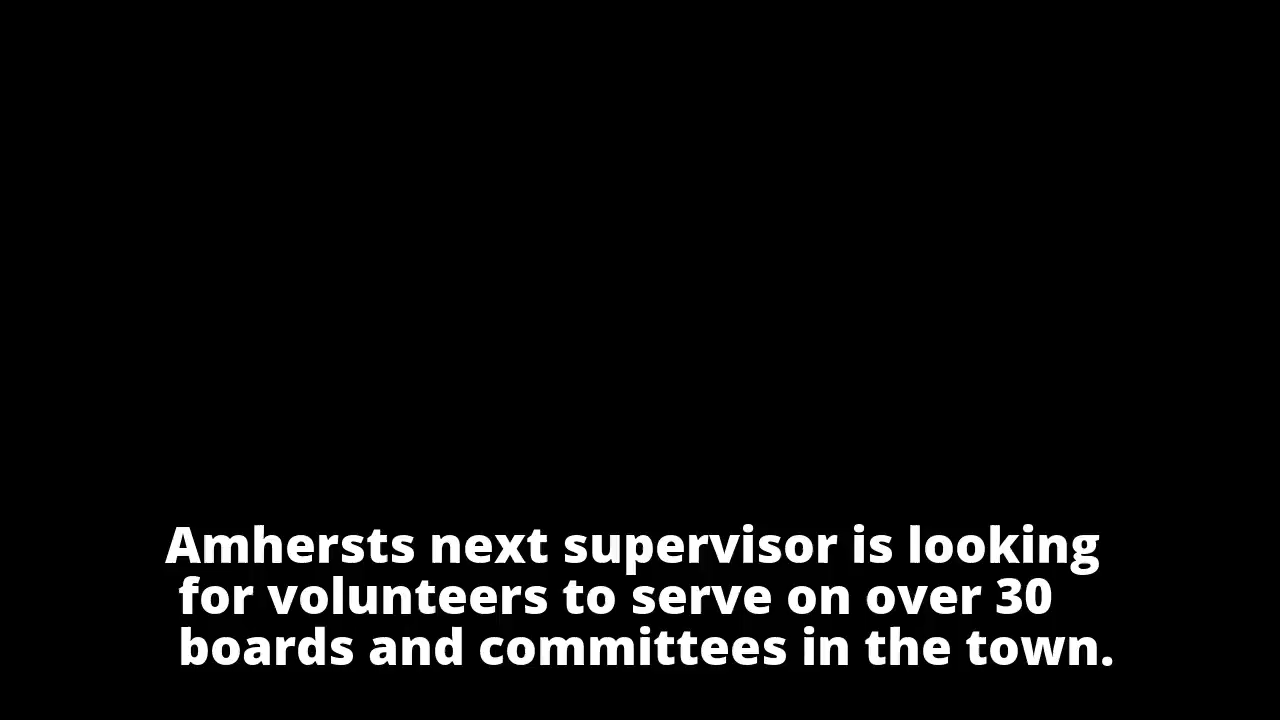 Amhersts next supervisor is looking
for volunteers to serve on over 30
boards and committees in the town.